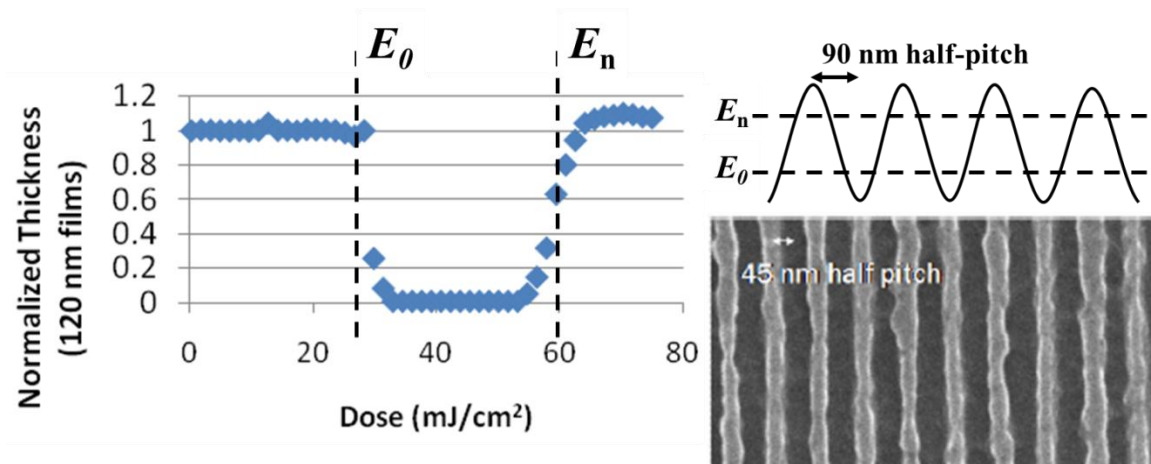 E₀
Eₙ
1.2
1
0.8
0.6
0.4
0.2
0
0
20
40
60
80
Normalized Thickness
(120 nm films)
Dose (mJ/cm²)
90 nm half-pitch
Eₙ
E₀
45 nm half pitch